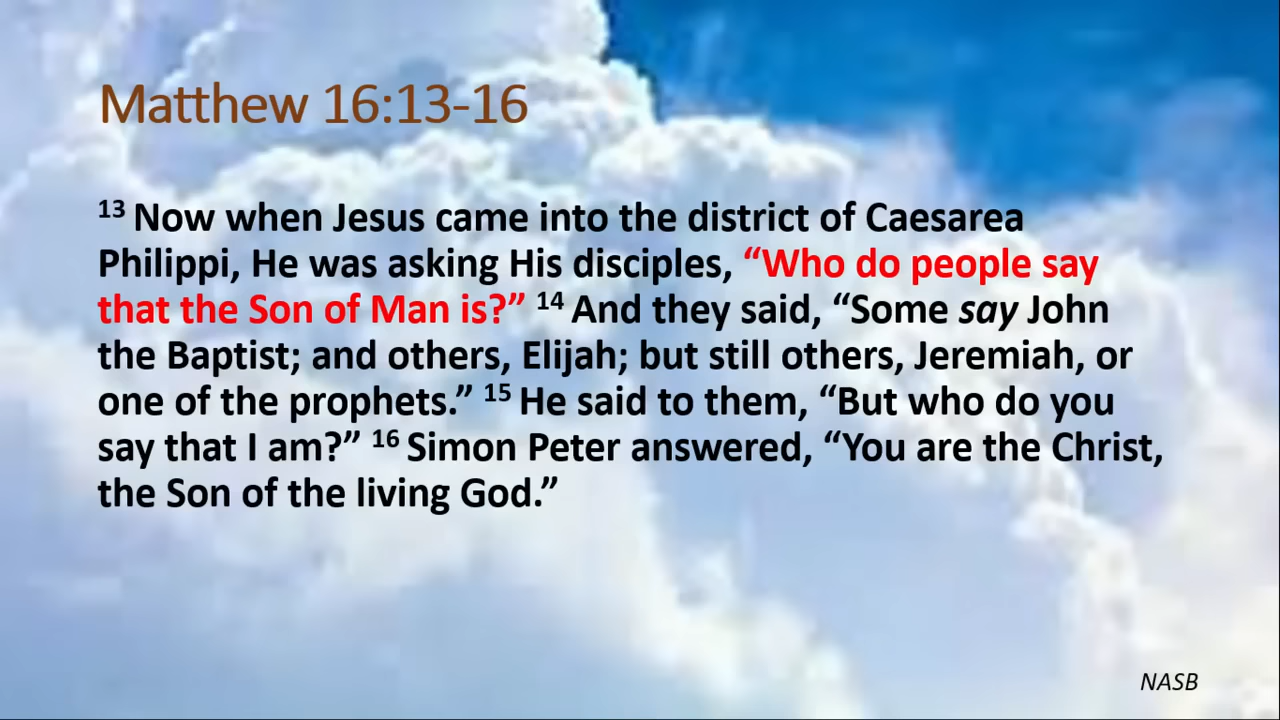 Matthew 16:13-16
13 Now when Jesus came into the district of Caesarea
Philippi, He was asking His disciples, “Who do people say
that the Son of Man is?” 14 And they said, “Some say John
the Baptist; and others, Elijah; but still others, Jeremiah, or
one of the prophets.” 15 He said to them, “But who do you
say that I am?” 16 Simon Peter answered, “You are the Christ,
the Son of the living God.”
NASB